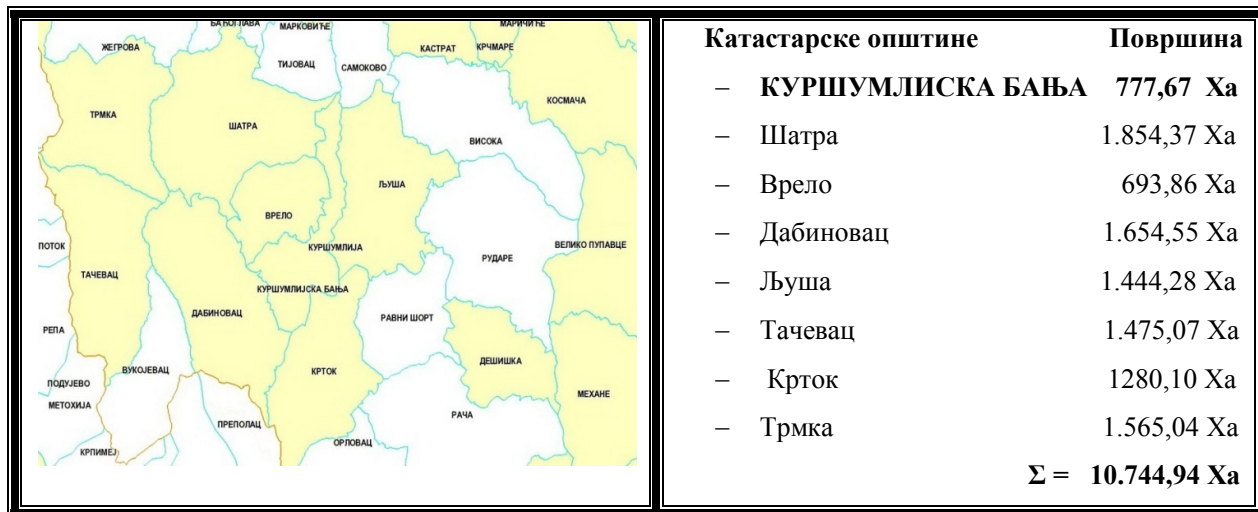 БАЋОГЛАВА
МАРКОВИЋЕ
МАРИЧИЋЕ
ЖЕГРОВА
КАСТРАТ
КРЧМАРЕ
ТИЈОВАЦ
САМОКОВО
КОСМАЧА
ТРМКА
ШАТРА
ВИСОКА
ЉУША
ВРЕЛО
ПОТОК
КУРШУМЛИЈА
ВЕЛИКО ПУПАВЦЕ
ТАЧЕВАЦ
РУДАРЕ
КУРШУМЛИЈСКА БАЊА
ДАБИНОВАЦ
РАВНИ ШОРТ
РЕПА
ДЕШИШКА
ВУКОЈЕВАЦ
КРТОК
ПОДУЈЕВО
МЕХАНЕ
МЕТОХИЈА
РАЧА
ПРЕПОЛАЦ
ОРЛОВАЦ
КРПИМЕЈ
Катастарске општине Површина
– КУРШУМЛИСКА БАЊА 777,67 Ха
– Шатра 1.854,37 Ха
– Врело 693,86 Ха
– Дабиновац 1.654,55 Ха
– Љуша 1.444,28 Ха
– Тачевац 1.475,07 Ха
– Крток 1280,10 Ха
– Трмка 1.565,04 Ха
Σ = 10.744,94 Ха